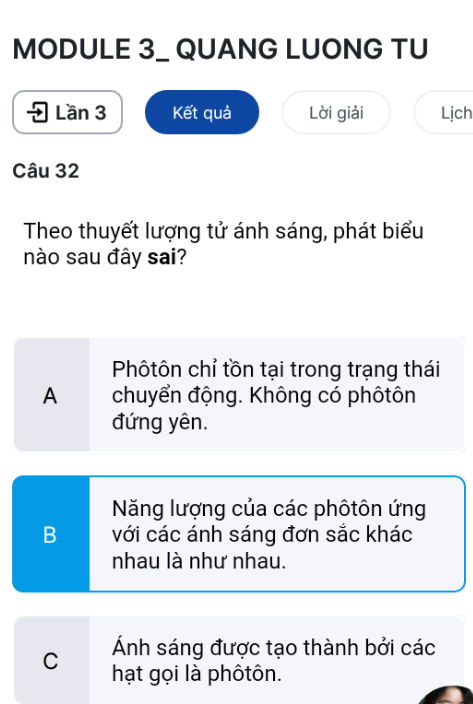 MODULE 3_ QUANG LUONG TU
Lần 3
Kết quả
Lời giải
Lịch
Câu 32
Theo thuyết lượng tử ánh sáng, phát biểu
nào sau đây sai?
A
Phôtôn chỉ tồn tại trong trạng thái
chuyển động. Không có phôtôn
đứng yên.
B
Năng lượng của các phôtôn ứng
với các ánh sáng đơn sắc khác
nhau là như nhau.
C
Ánh sáng được tạo thành bởi các
hạt gọi là phôtôn.